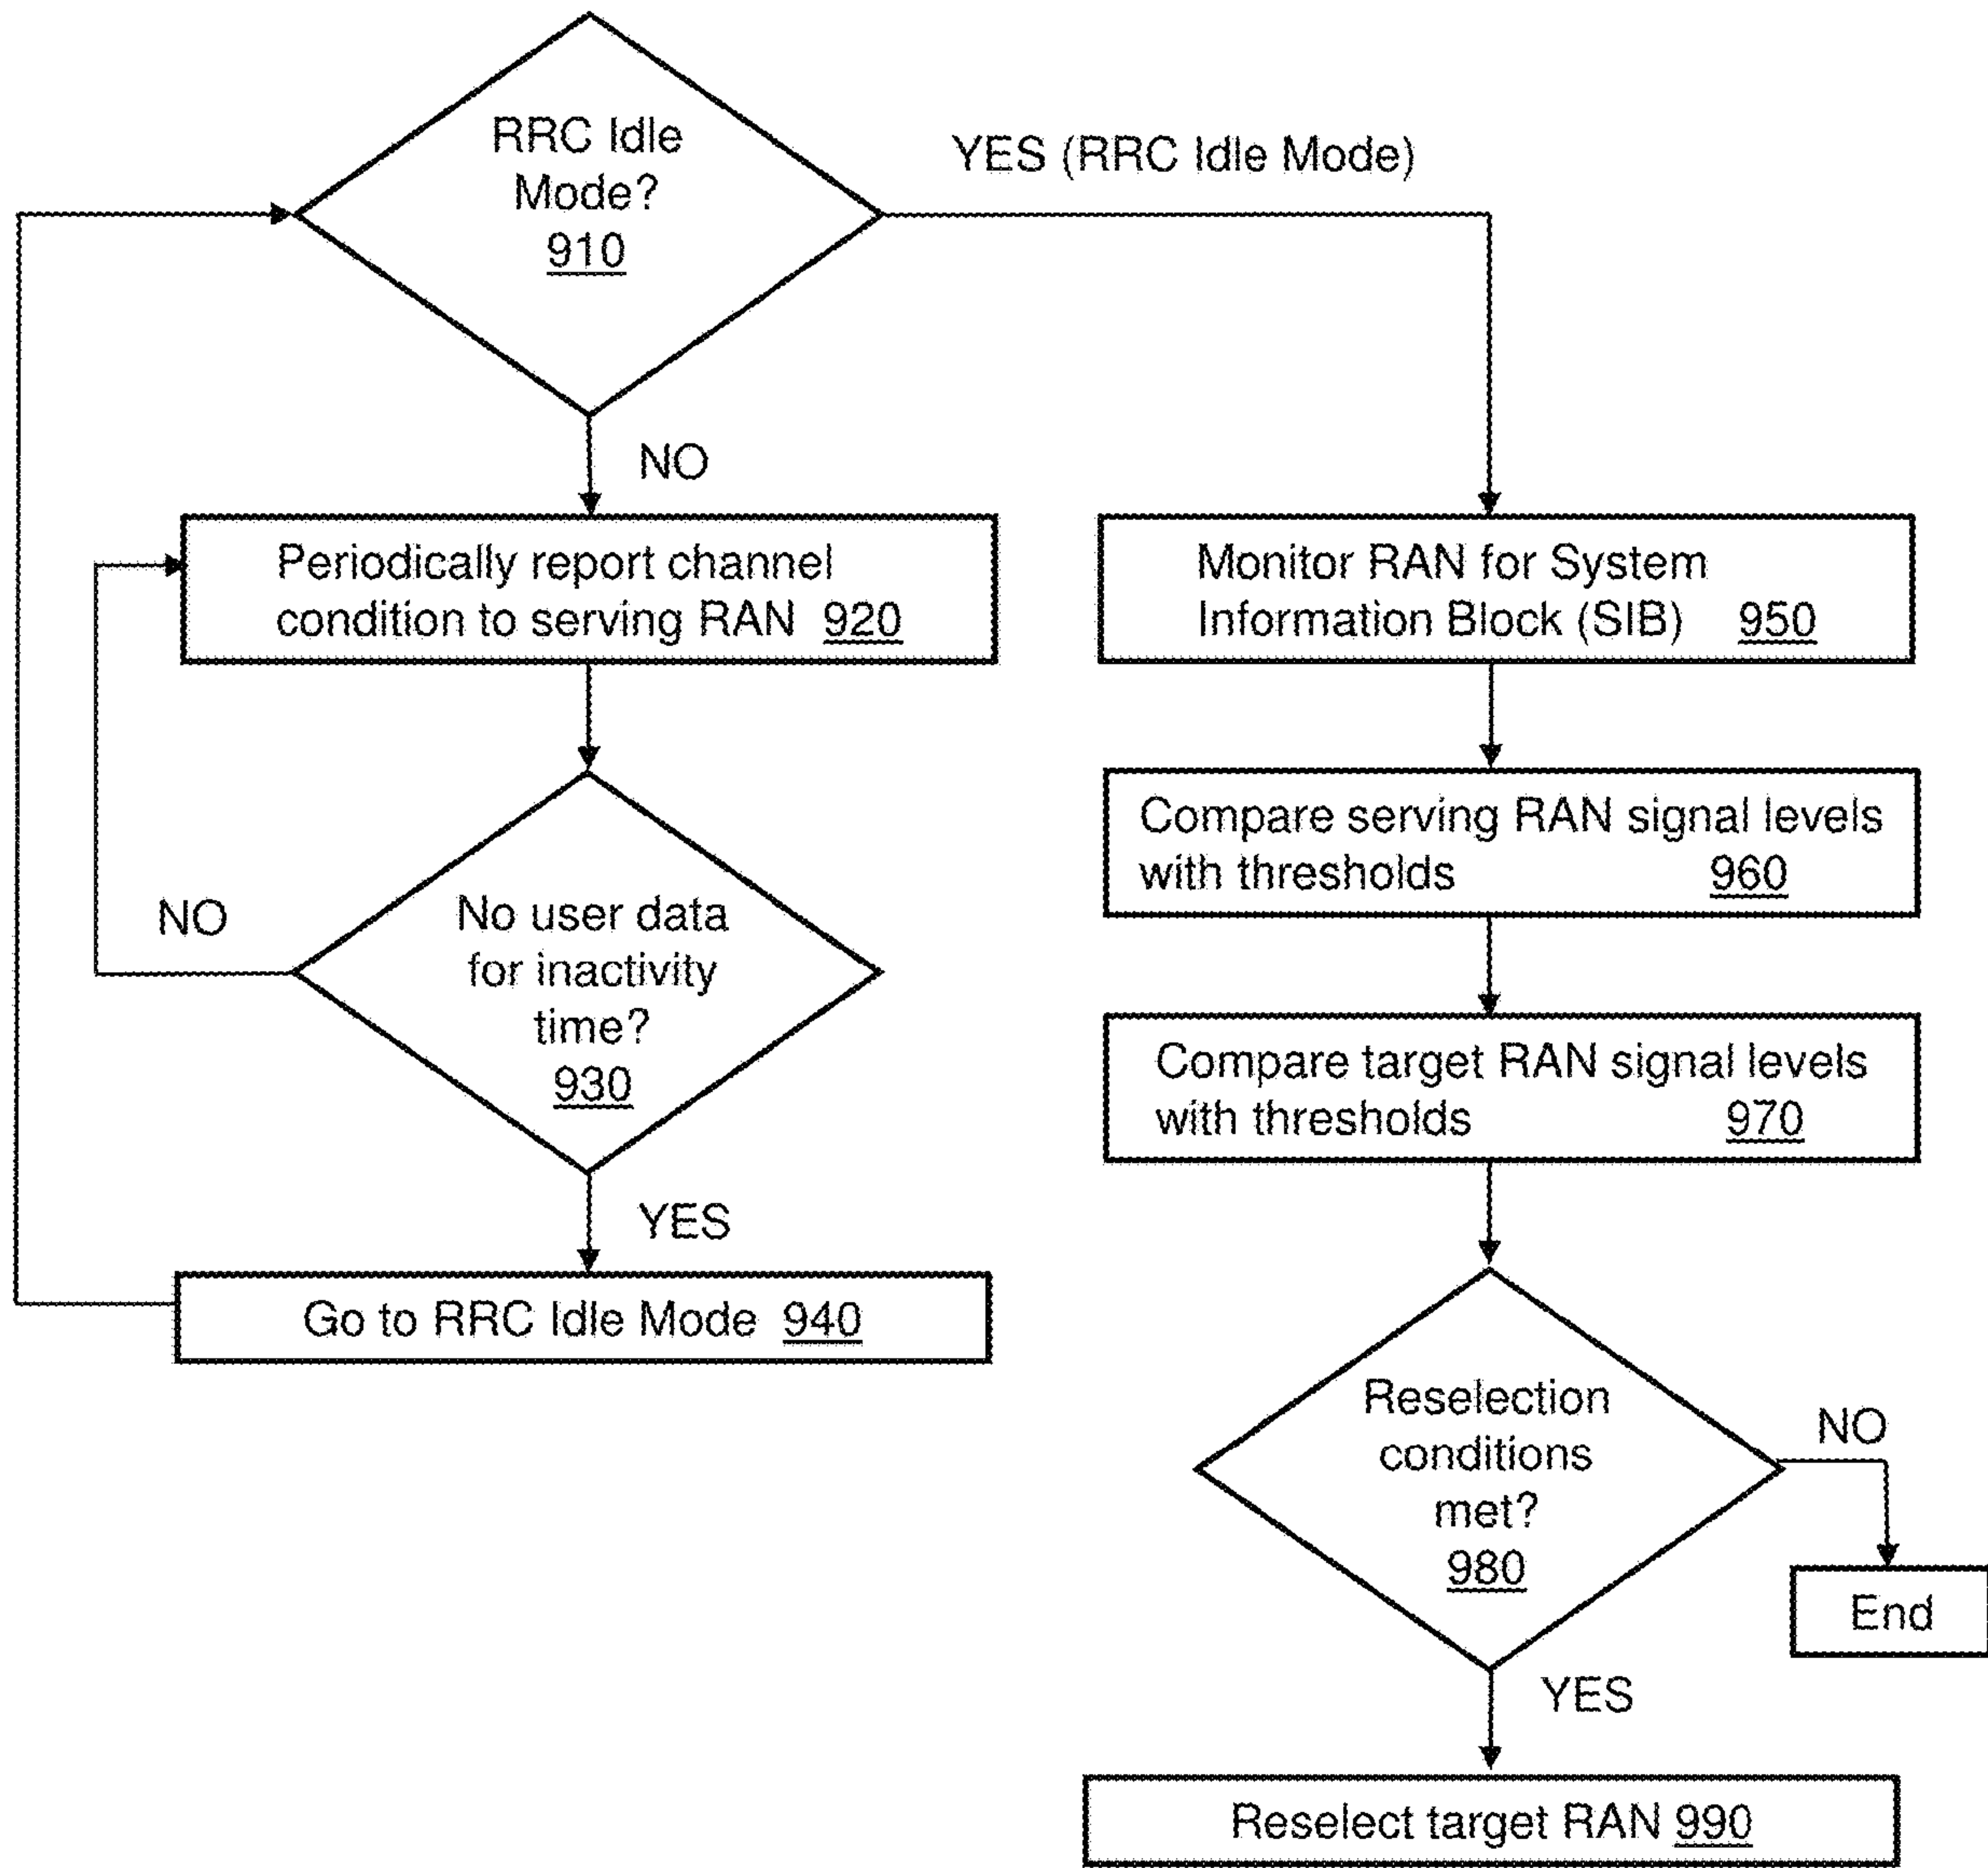 RRC Idle
Mode?
910
YES (RRC Idle Mode)
NO
Periodically report channel
condition to serving RAN 920
No user data
for inactivity
time?
930
NO
YES
Go to RRC Idle Mode 940
Monitor RAN for System
Information Block (SIB) 950
Compare serving RAN signal levels
with thresholds 960
Compare target RAN signal levels
with thresholds 970
Reselection
conditions
met?
980
NO
End
YES
Reselect target RAN 990